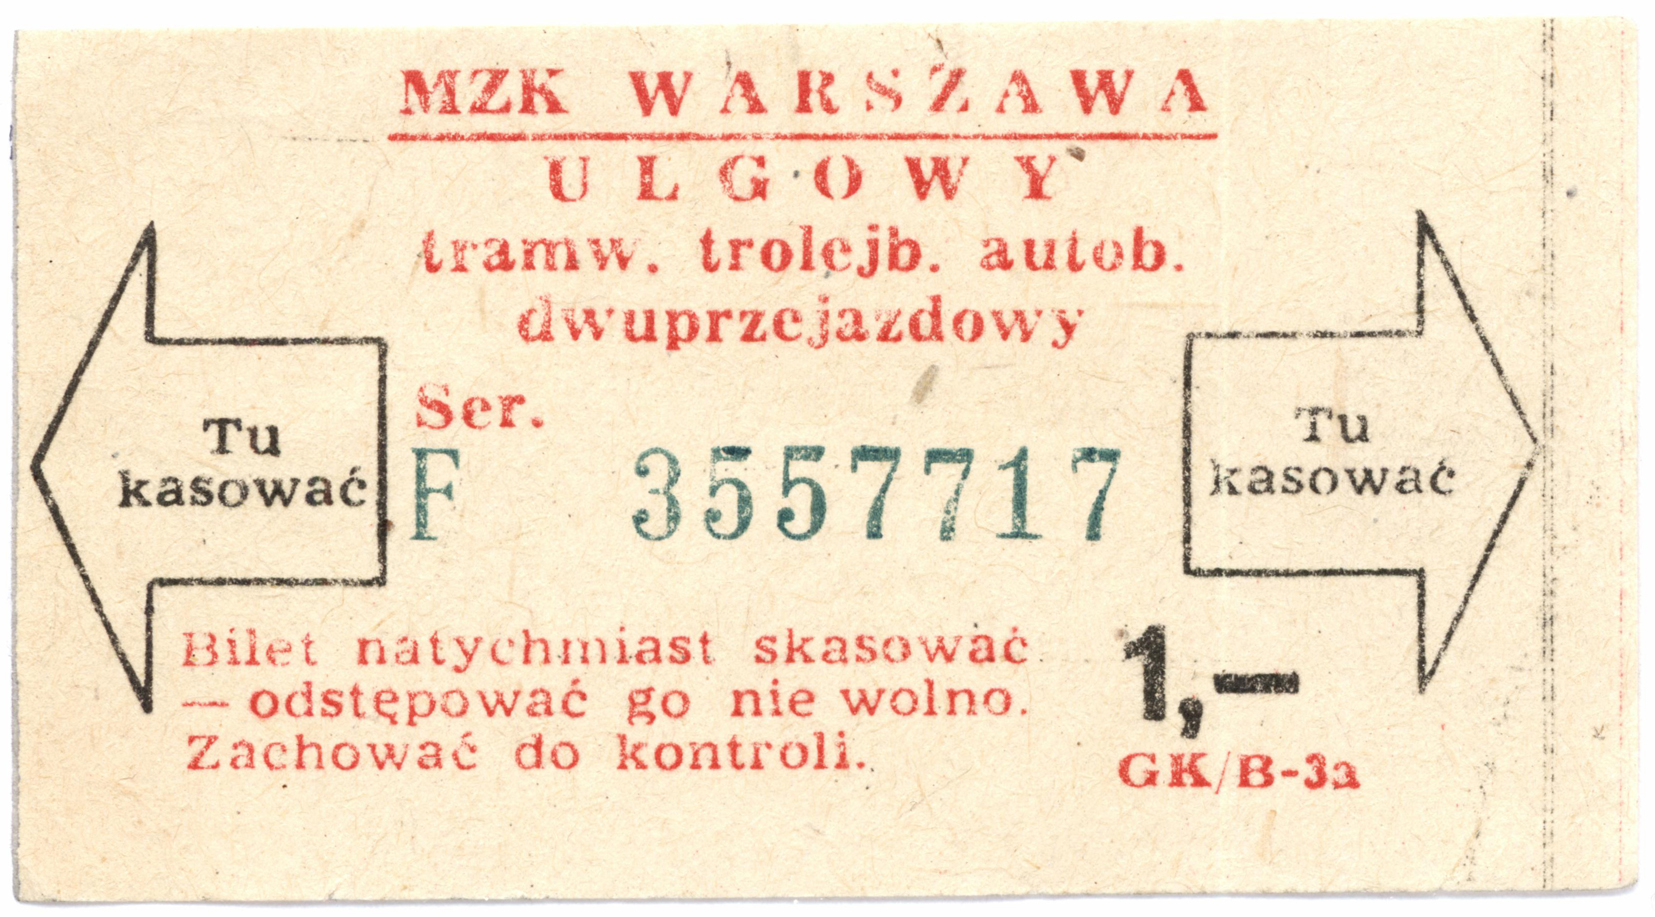 MZK WARSZAWA
ULGOWY
tramw. trolejb. autob.
dwuprzejazdowy
Tu
kasować
Ser.
F 3557717
Tu
kasować
Bilet natychmiast skasować
— odstępować go nie wolno.
Zachować do kontroli.
1,—
GK/B-3a